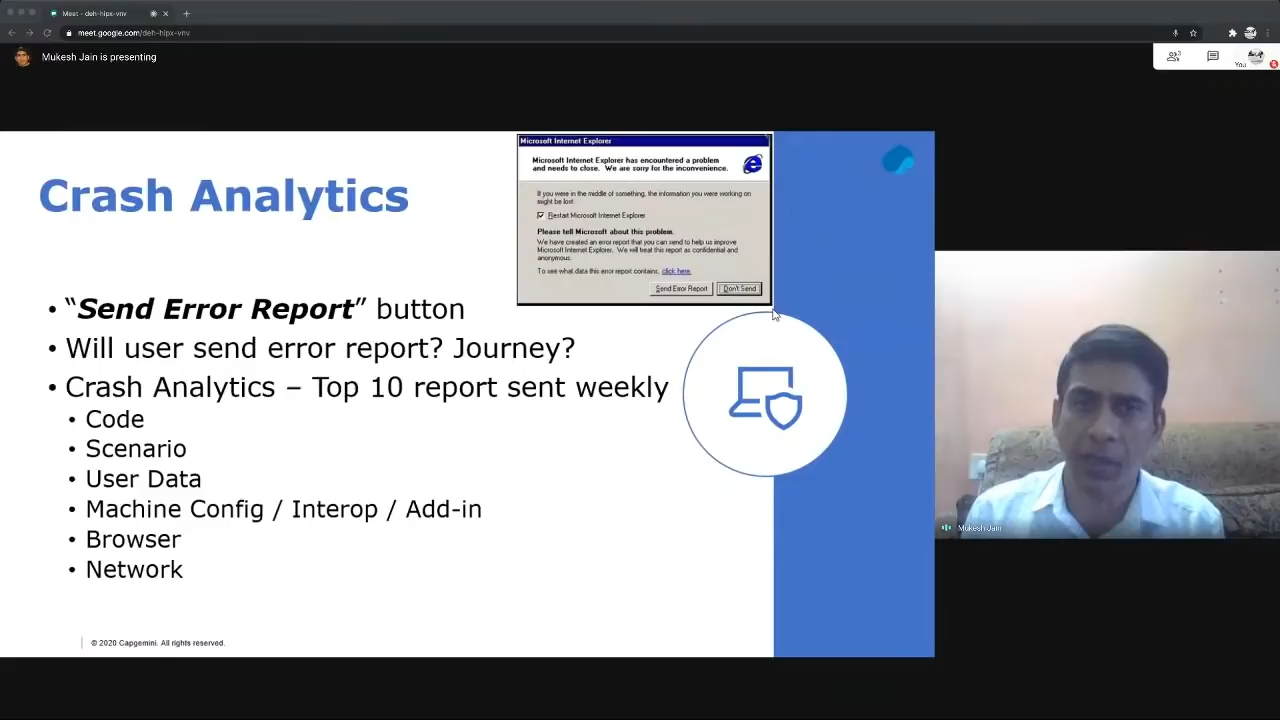 Meet - deh-hipx-vnv
meet.google.com/deh-hipx-vnv
Mukesh Jain is presenting
3
You
Crash Analytics
Microsoft Internet Explorer
Microsoft Internet Explorer has encountered a problem
and needs to close. We are sorry for the inconvenience.
If you were in the middle of something, the information you were working on
might be lost.
Restart Microsoft Internet Explorer
Please tell Microsoft about this problem.
We have created an error report that you can send to help us improve
Microsoft Internet Explorer. We will treat this report as confidential and
anonymous.
To see what data this error report contains, click here.
Send Error Report
Don't Send
• “Send Error Report” button
• Will user send error report? Journey?
• Crash Analytics – Top 10 report sent weekly
• Code
• Scenario
• User Data
• Machine Config / Interop / Add-in
• Browser
• Network
Mukesh Jain
© 2020 Capgemini. All rights reserved.